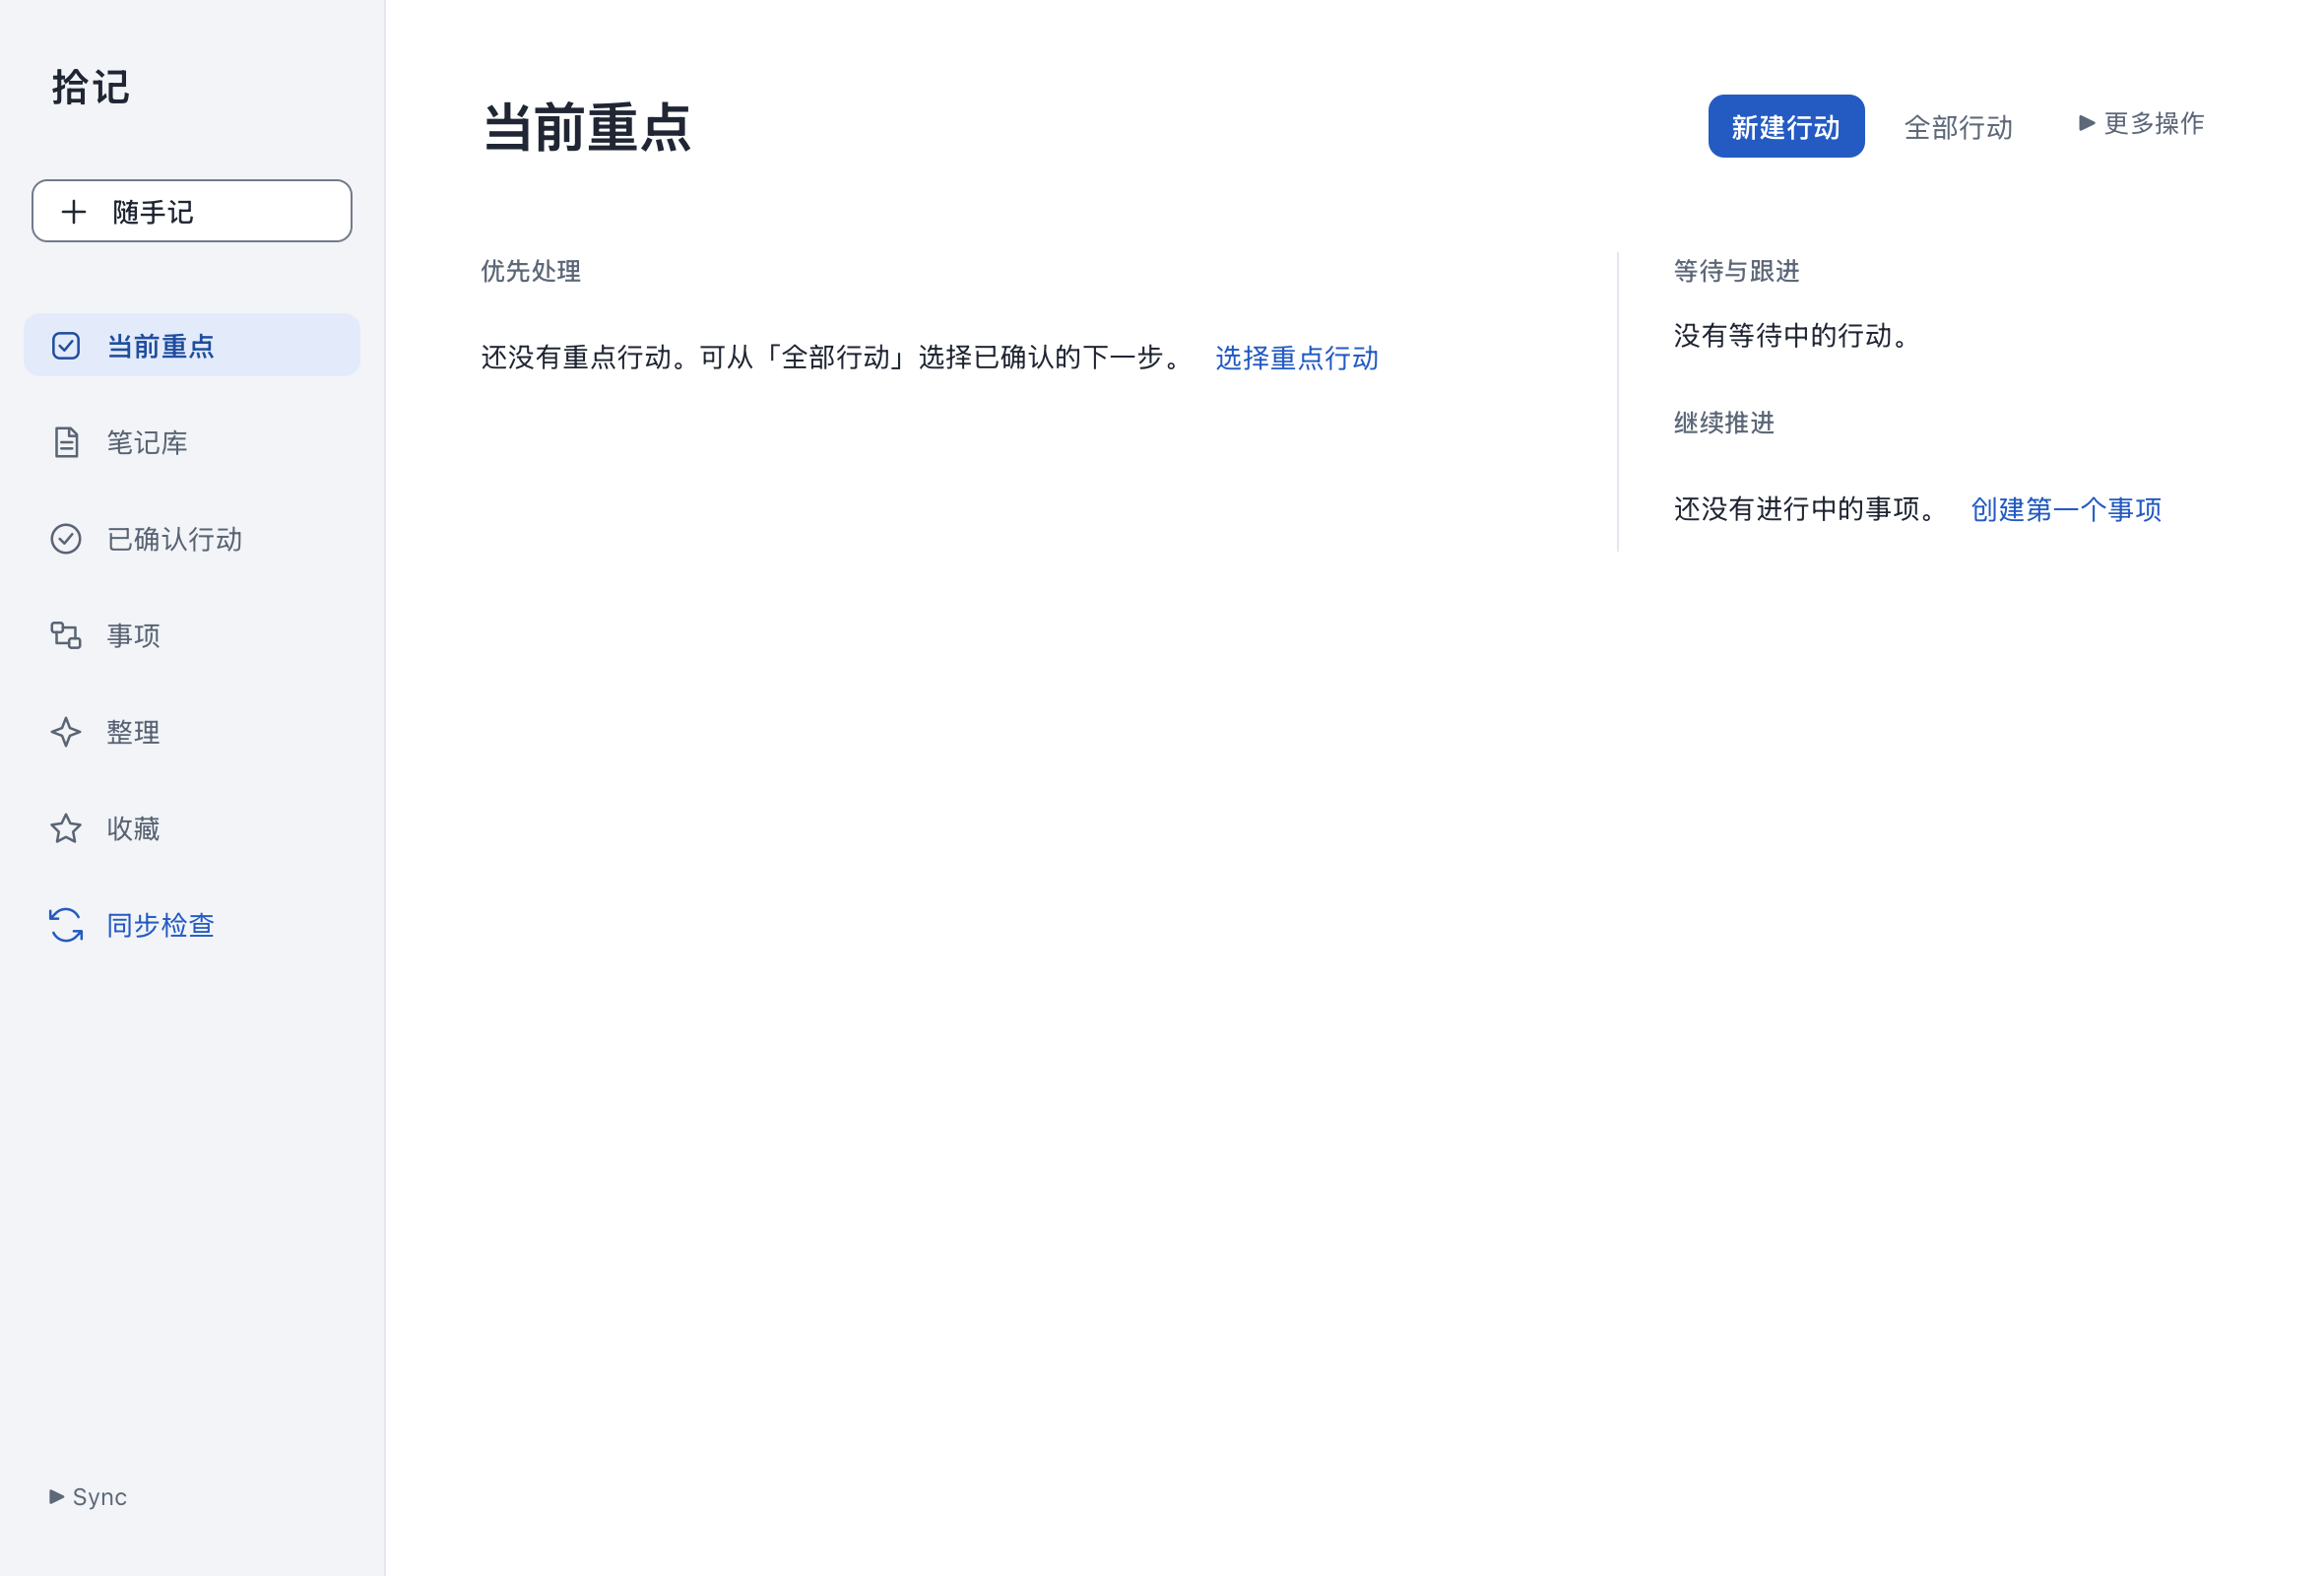 拾记
随手记
当前重点
笔记库
已确认行动
事项
整理
收藏
同步检查
Sync
当前重点
新建行动
全部行动
更多操作
优先处理
还没有重点行动。可从「全部行动」选择已确认的下一步。 选择重点行动
等待与跟进
没有等待中的行动。
继续推进
还没有进行中的事项。 创建第一个事项